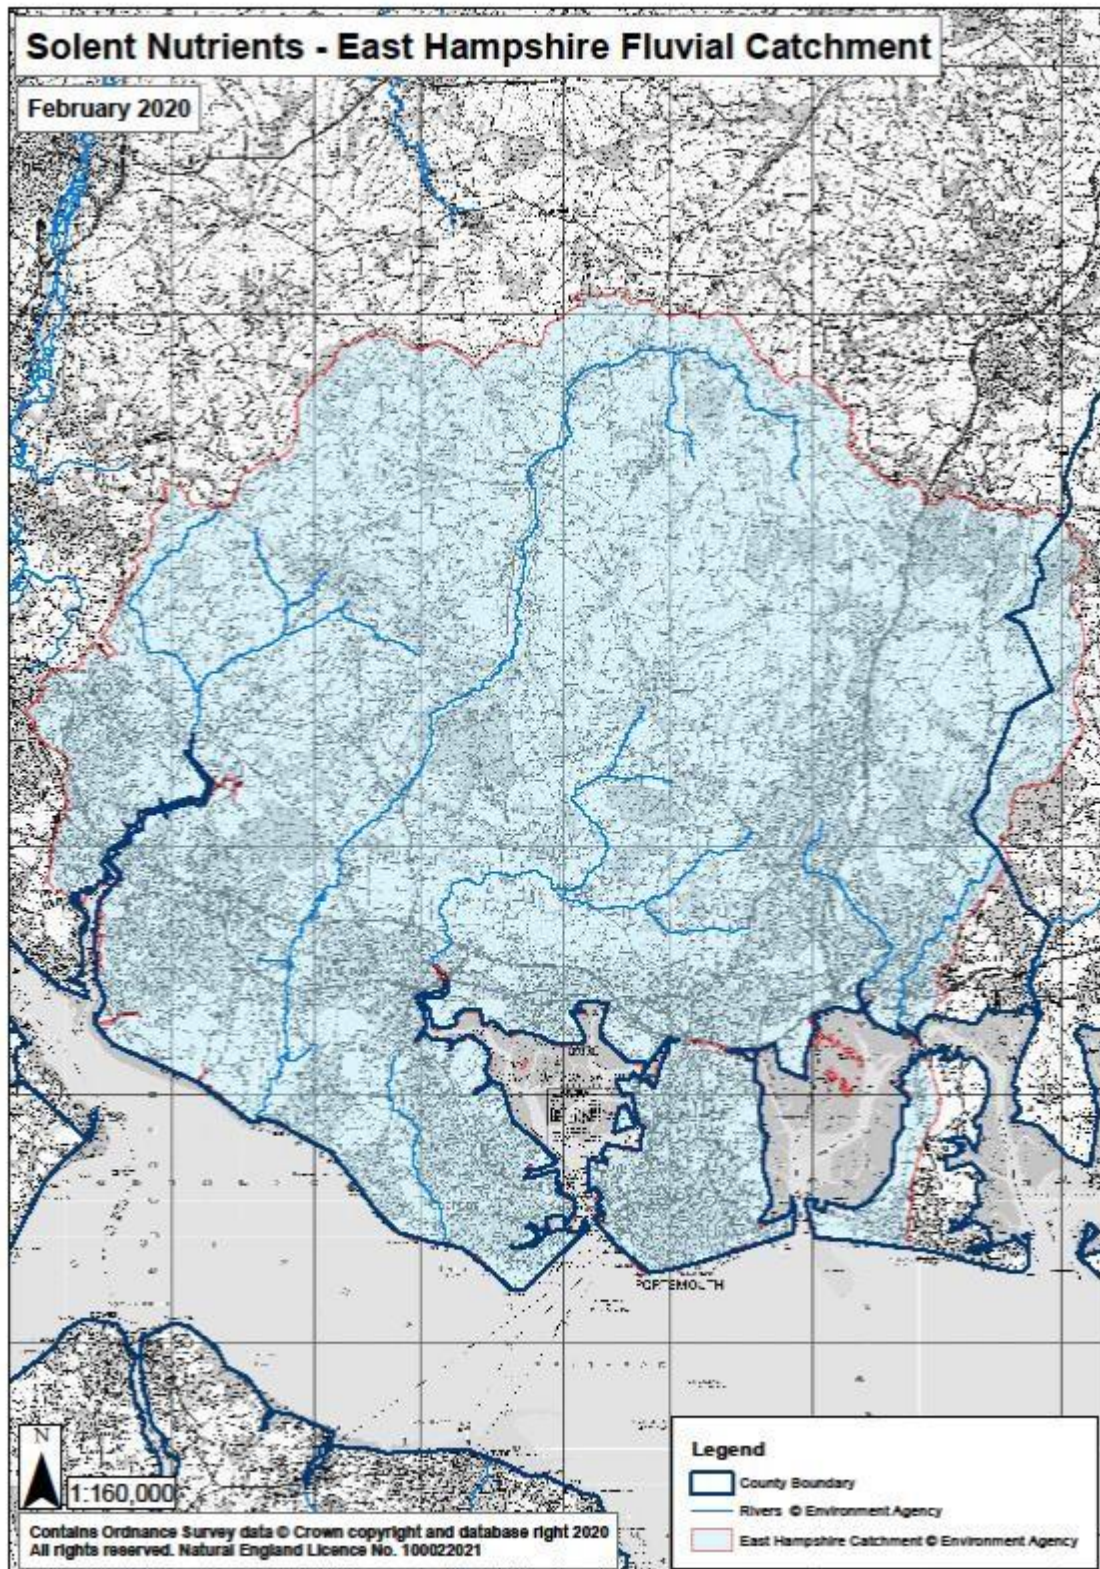 Solent Nutrients - East Hampshire Fluvial Catchment
February 2020
PORTSMOUTH
N
1:160,000
Contains Ordnance Survey data © Crown copyright and database right 2020
All rights reserved. Natural England Licence No. 100022021
Legend
County Boundary
Rivers © Environment Agency
East Hampshire Catchment © Environment Agency